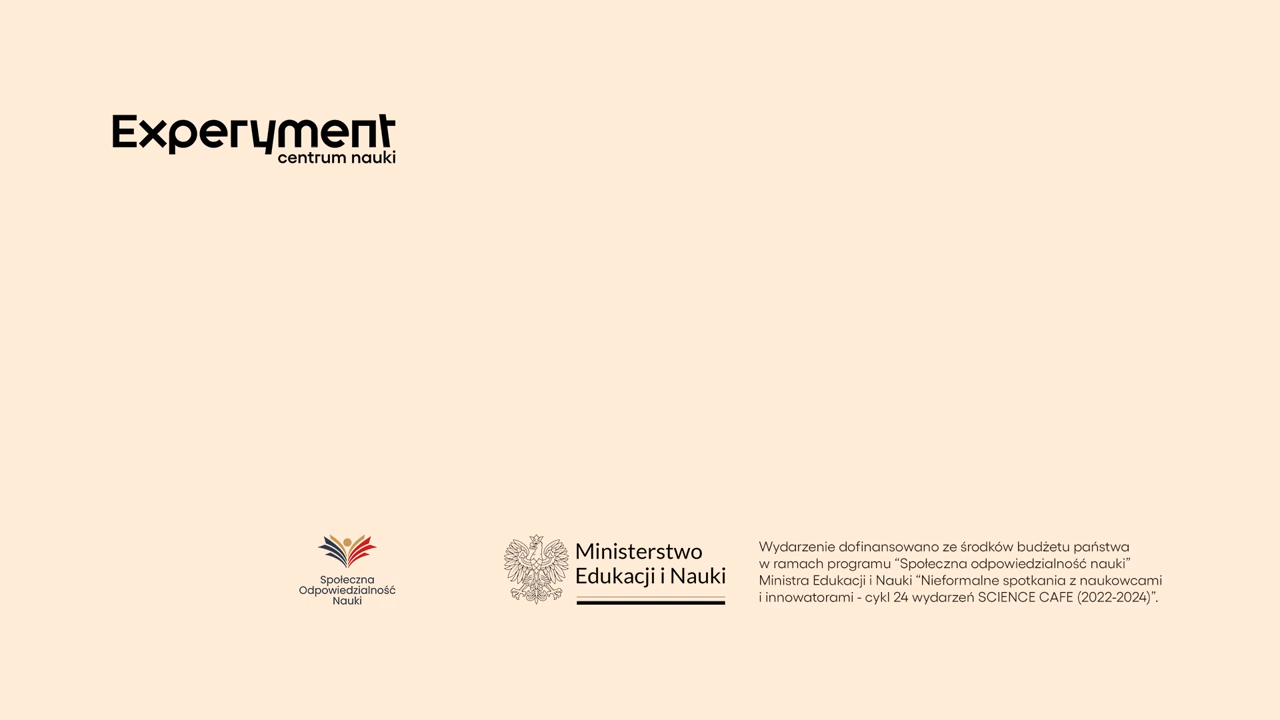 Experyment
centrum nauki
Społeczna
Odpowiedzialność
Nauki
Ministerstwo
Edukacji i Nauki
Wydarzenie dofinansowano ze środków budżetu państwa
w ramach programu “Społeczna odpowiedzialność nauki”
Ministra Edukacji i Nauki “Nieformalne spotkania z naukowcami
i innowatorami - cykl 24 wydarzeń SCIENCE CAFE (2022-2024)”.